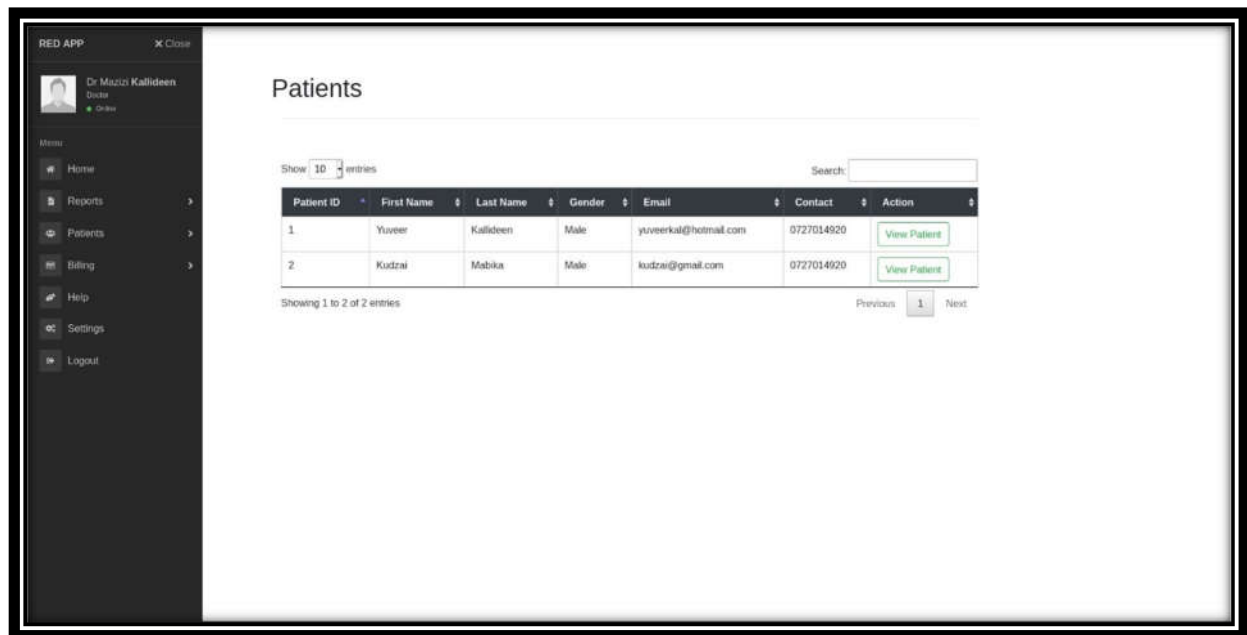 RED APP Close
Dr Mazizi Kallideen
Doctor
Online
Menu
Home
Reports
Patients
Billing
Help
Settings
Logout
Patients
Show 10 entries Search:
Patient ID First Name Last Name Gender Email Contact Action
1 Yuveer Kallideen Male yuveerkal@hotmail.com 0727014920 View Patient
2 Kudzai Mabika Male kudzai@gmail.com 0727014920 View Patient
Showing 1 to 2 of 2 entries Previous 1 Next